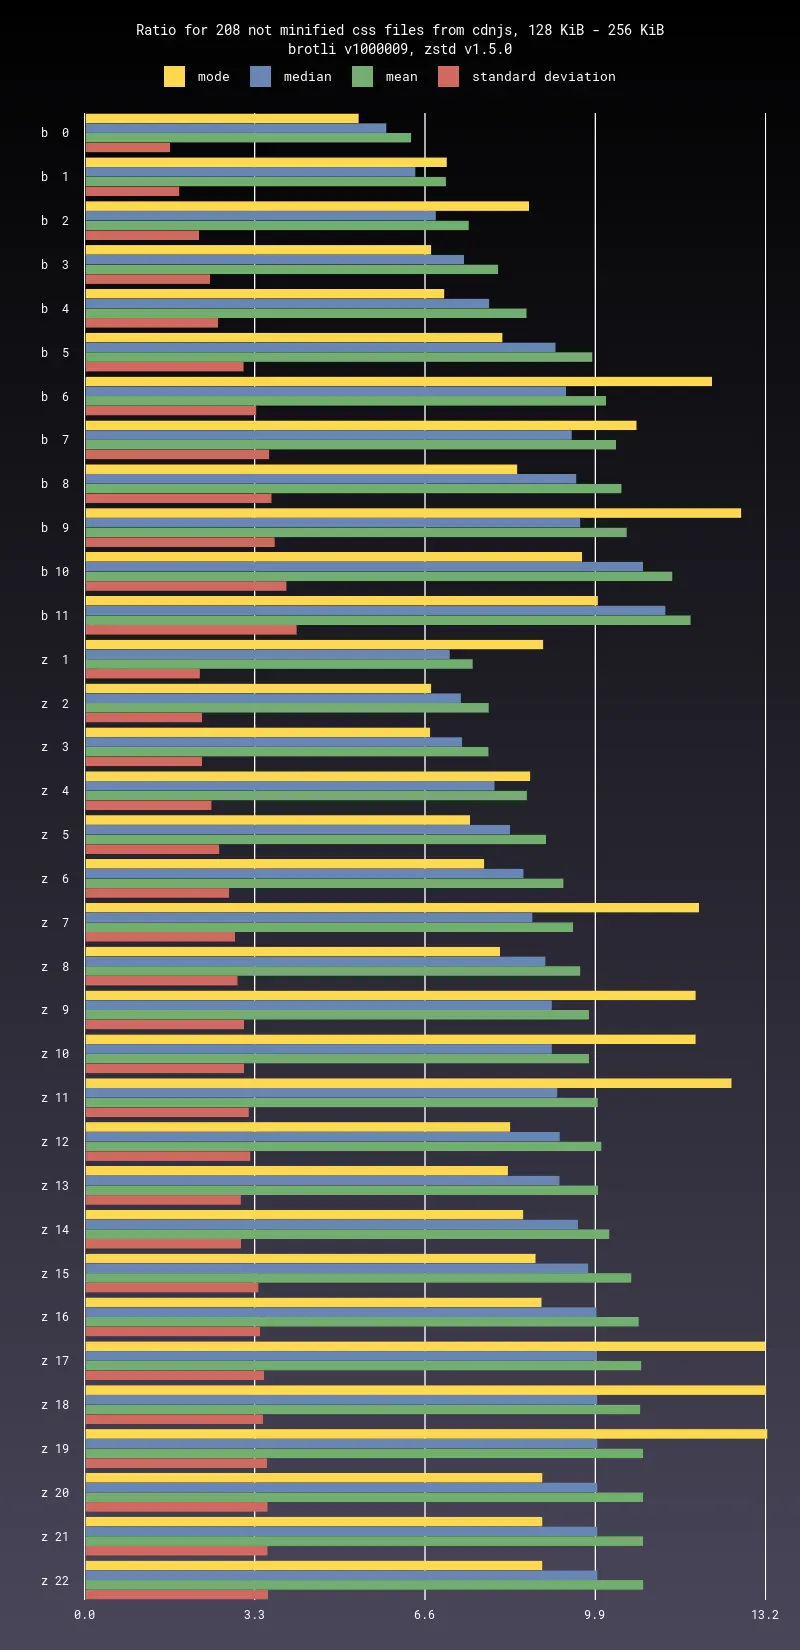 Ratio for 208 not minified css files from cdnjs, 128 KiB - 256 KiB
brotli v1000009, zstd v1.5.0
mode median mean standard deviation
b 0
b 1
b 2
b 3
b 4
b 5
b 6
b 7
b 8
b 9
b 10
b 11
z 1
z 2
z 3
z 4
z 5
z 6
z 7
z 8
z 9
z 10
z 11
z 12
z 13
z 14
z 15
z 16
z 17
z 18
z 19
z 20
z 21
z 22
0.0 3.3 6.6 9.9 13.2